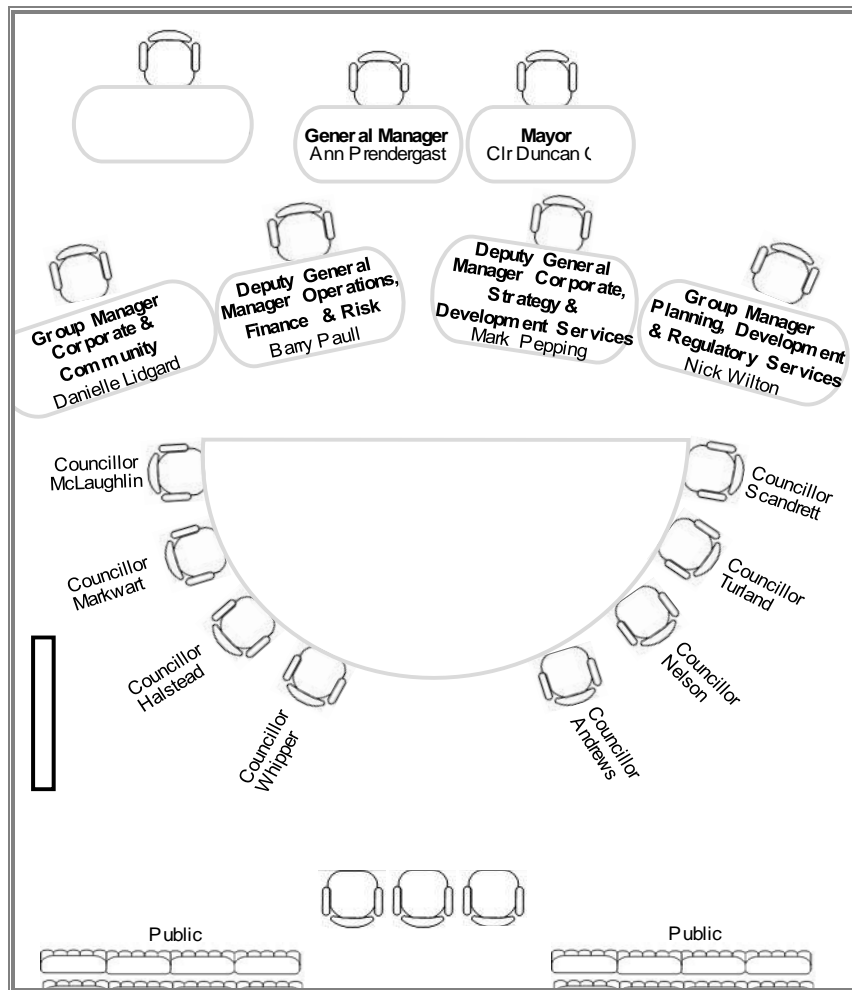 General Manager
Ann Prendergast
Mayor
Clr Duncan
Group Manager
Corporate &
Community
Danielle Lidgard
Deputy General
Manager Operations,
Finance & Risk
Barry Paull
Deputy General
Manager Corporate,
Strategy &
Development Services
Mark Pepping
Group Manager
Planning, Development
& Regulatory Services
Nick Wilton
Councillor
McLaughlin
Councillor
Scandrett
Councillor
Markwart
Councillor
Turland
Councillor
Halstead
Councillor
Nelson
Councillor
Whipper
Councillor
Andrews
Public
Public